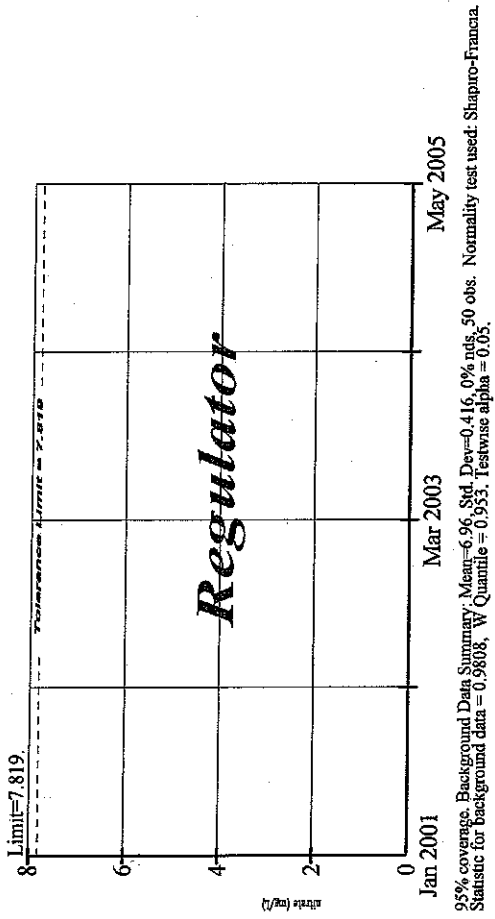 Limit=7.819.
8
Tolerance Limit = 7.819
6
4
2
0
nitrate (mg/L)
Regulator
Jan 2001
Mar 2003
May 2005
95% coverage. Background Data Summary: Mean=6.96, Std. Dev=0.416, 0% nds, 50 obs. Normality test used: Shapiro-Francia.
Statistic for background data = 0.9808, W Quantile = 0.953. Testwise alpha = 0.05.